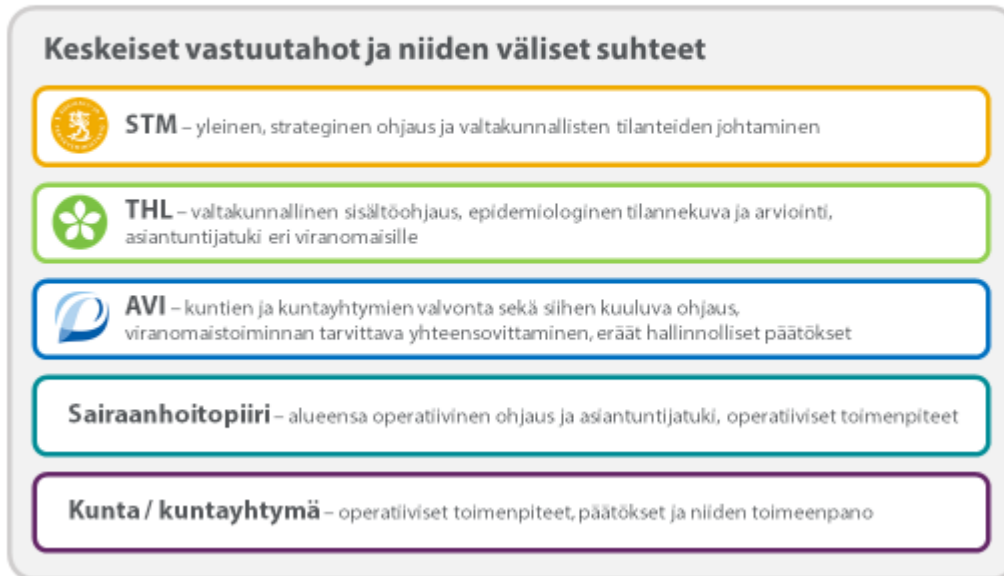 Keskeiset vastuutahot ja niiden väliset suhteet
STM – yleinen, strateginen ohjaus ja valtakunnallisten tilanteiden johtaminen
THL – valtakunnallinen sisältöohjaus, epidemiologinen tilannekuva ja arviointi,
asiantuntijatuki eri viranomaisille
AVI – kuntien ja kuntayhtymien valvonta sekä siihen kuuluva ohjaus,
viranomaistoiminnan tarvittava yhteensovittaminen, eräät hallinnolliset päätökset
Sairaanhoitopiiri – alueensa operatiivinen ohjaus ja asiantuntijatuki, operatiiviset toimenpiteet
Kunta / kuntayhtymä – operatiiviset toimenpiteet, päätökset ja niiden toimeenpano